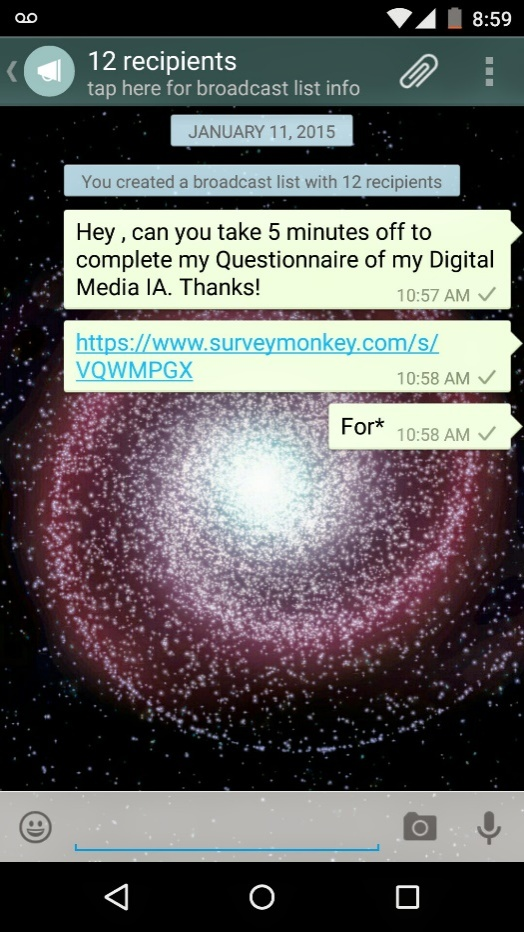 8:59
12 recipients
tap here for broadcast list info
JANUARY 11, 2015
You created a broadcast list with 12 recipients
Hey , can you take 5 minutes off to
complete my Questionnaire of my Digital
Media IA. Thanks!
10:57 AM
https://www.surveymonkey.com/s/
VQWMPGX
10:58 AM
For*
10:58 AM